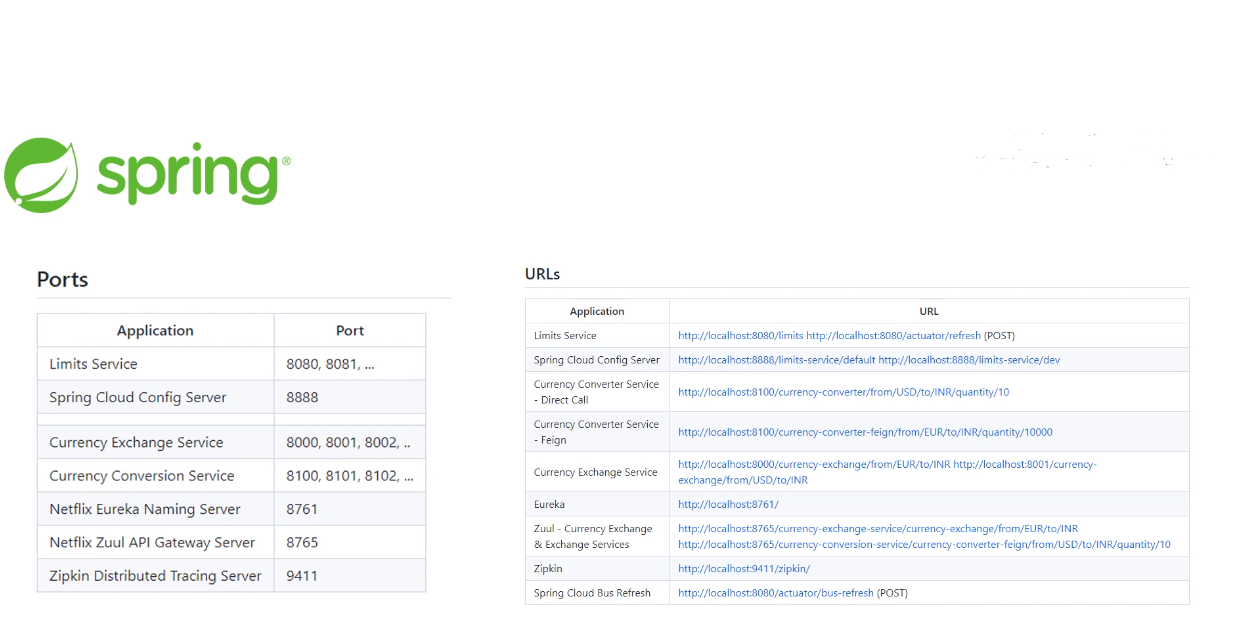 spring®
Ports
Application Port
Limits Service 8080, 8081, ...
Spring Cloud Config Server 8888
Currency Exchange Service 8000, 8001, 8002, ..
Currency Conversion Service 8100, 8101, 8102, ...
Netflix Eureka Naming Server 8761
Netflix Zuul API Gateway Server 8765
Zipkin Distributed Tracing Server 9411
URLs
Application URL
Limits Service http://localhost:8080/limits http://localhost:8080/actuator/refresh (POST)
Spring Cloud Config Server http://localhost:8888/limits-service/default http://localhost:8888/limits-service/dev
Currency Converter Service
- Direct Call
http://localhost:8100/currency-converter/from/USD/to/INR/quantity/10
Currency Converter Service
- Feign
http://localhost:8100/currency-converter-feign/from/EUR/to/INR/quantity/10000
Currency Exchange Service
http://localhost:8000/currency-exchange/from/EUR/to/INR http://localhost:8001/currency-
exchange/from/USD/to/INR
Eureka http://localhost:8761/
Zuul - Currency Exchange
& Exchange Services
http://localhost:8765/currency-exchange-service/currency-exchange/from/EUR/to/INR
http://localhost:8765/currency-conversion-service/currency-converter-feign/from/USD/to/INR/quantity/10
Zipkin http://localhost:9411/zipkin/
Spring Cloud Bus Refresh http://localhost:8080/actuator/bus-refresh (POST)